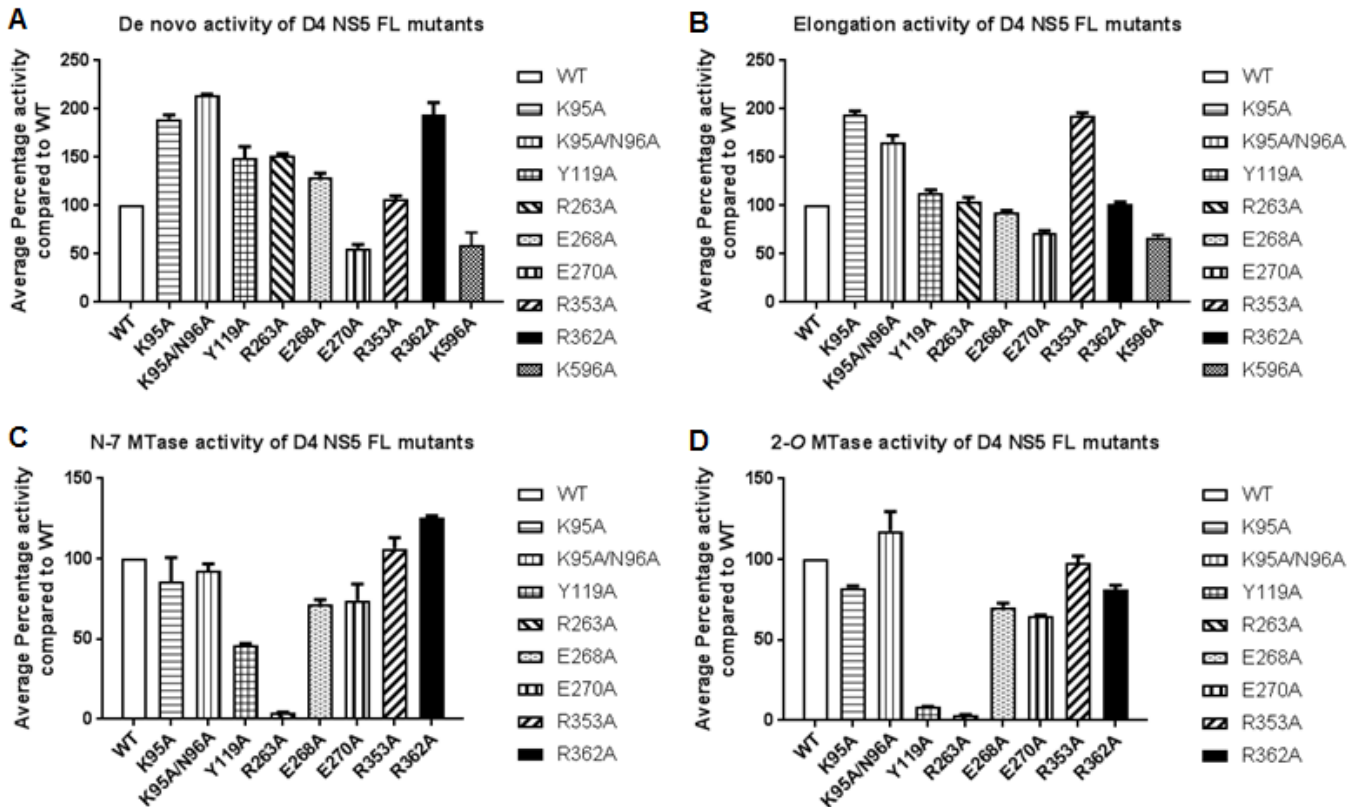 A
De novo activity of D4 NS5 FL mutants
Average Percentage activity
compared to WT
250
200
150
100
50
0
WT
K95A
K95A/N96A
Y119A
R263A
E268A
E270A
R353A
R362A
K596A
WT
K95A
K95A/N96A
Y119A
R263A
E268A
E270A
R353A
R362A
K596A
B
Elongation activity of D4 NS5 FL mutants
Average Percentage activity
compared to WT
250
200
150
100
50
0
WT
K95A
K95A/N96A
Y119A
R263A
E268A
E270A
R353A
R362A
K596A
WT
K95A
K95A/N96A
Y119A
R263A
E268A
E270A
R353A
R362A
K596A
C
N-7 MTase activity of D4 NS5 FL mutants
Average Percentage activity
compared to WT
150
100
50
0
WT
K95A
K95A/N96A
Y119A
R263A
E268A
E270A
R353A
R362A
WT
K95A
K95A/N96A
Y119A
R263A
E268A
E270A
R353A
R362A
D
2-O MTase activity of D4 NS5 FL mutants
Average Percentage activity
compared to WT
150
100
50
0
WT
K95A
K95A/N96A
Y119A
R263A
E268A
E270A
R353A
R362A
WT
K95A
K95A/N96A
Y119A
R263A
E268A
E270A
R353A
R362A